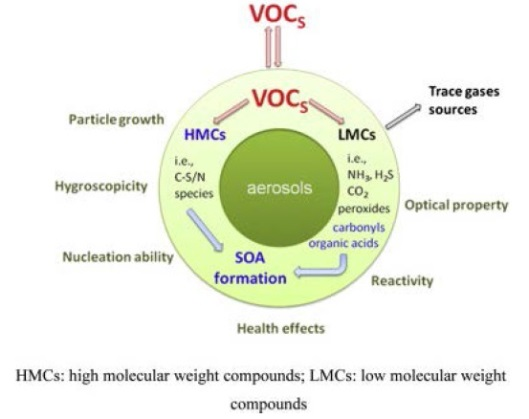 VOCs
VOCs
HMCs
LMCs
Trace gases
sources
Particle growth
i.e.,
C-S/N
species
i.e.,
NH₃, H₂S
CO₂
peroxides
carbonyls
organic acids
aerosols
Hygroscopicity
Optical property
Nucleation ability
SOA
formation
Reactivity
Health effects
HMCs: high molecular weight compounds; LMCs: low molecular weight
compounds